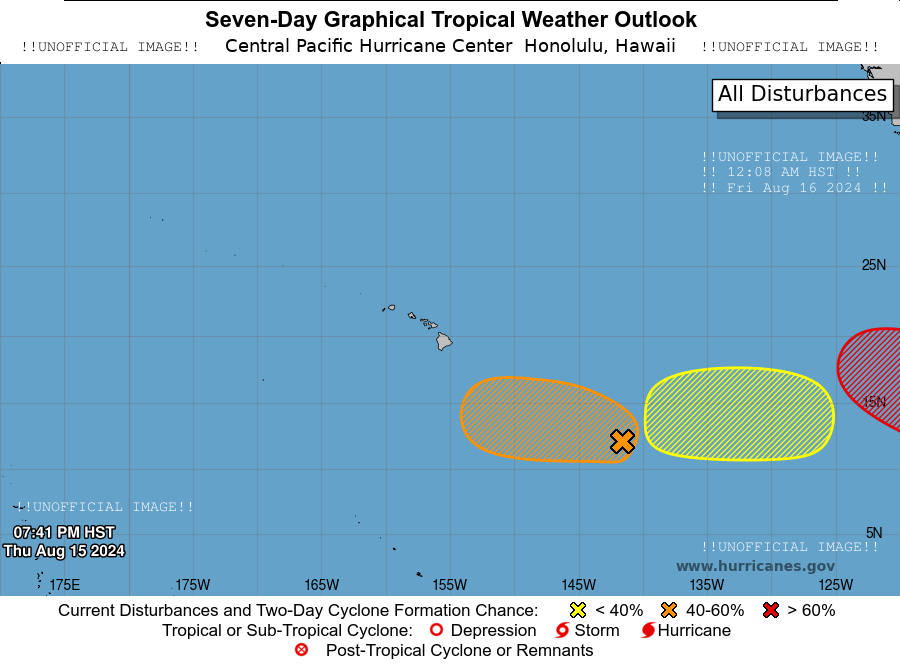 Seven-Day Graphical Tropical Weather Outlook
!!UNOFFICIAL IMAGE!! Central Pacific Hurricane Center Honolulu, Hawaii !!UNOFFICIAL IMAGE!!
All Disturbances
35N
!!UNOFFICIAL IMAGE!!
!! 12:08 AM HST !!
!! Fri Aug 16 2024 !!
25N
15N
!!UNOFFICIAL IMAGE!!
07:41 PM HST
Thu Aug 15 2024
5N
!!UNOFFICIAL IMAGE!!
www.hurricanes.gov
175E 175W 165W 155W 145W 135W 125W
Current Disturbances and Two-Day Cyclone Formation Chance: < 40% 40-60% > 60%
Tropical or Sub-Tropical Cyclone: Depression Storm Hurricane
Post-Tropical Cyclone or Remnants